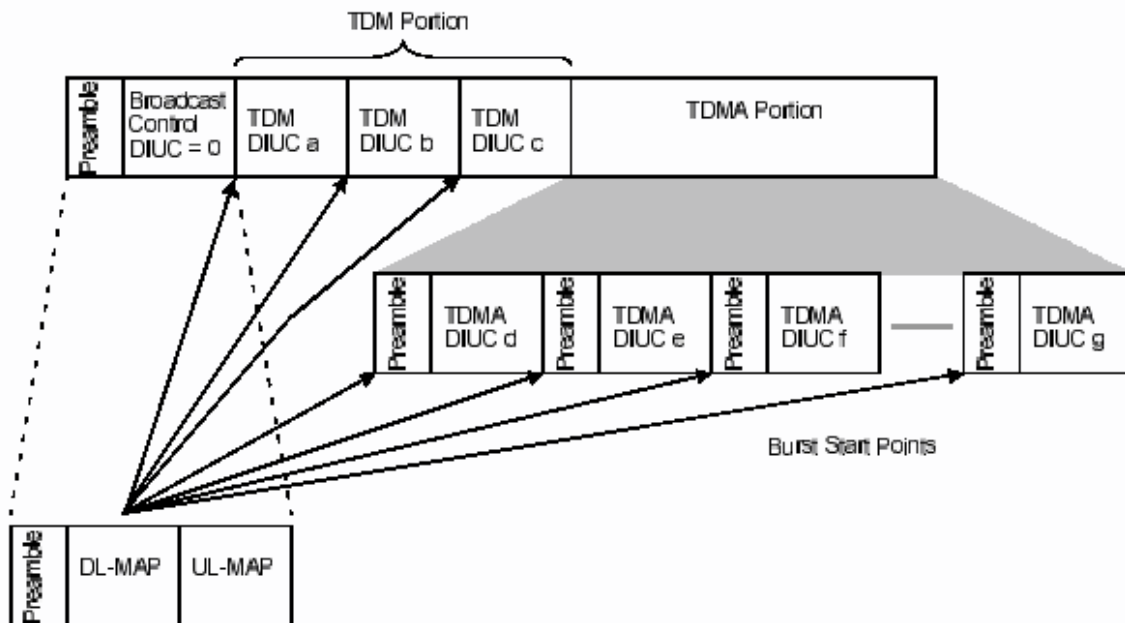 TDM Portion
Preamble
Broadcast
Control
DIUC = 0
TDM
DIUC a
TDM
DIUC b
TDM
DIUC c
TDMA Portion
Preamble
TDMA
DIUC d
Preamble
TDMA
DIUC e
Preamble
TDMA
DIUC f
Preamble
TDMA
DIUC g
Burst Start Points
Preamble
DL-MAP
UL-MAP